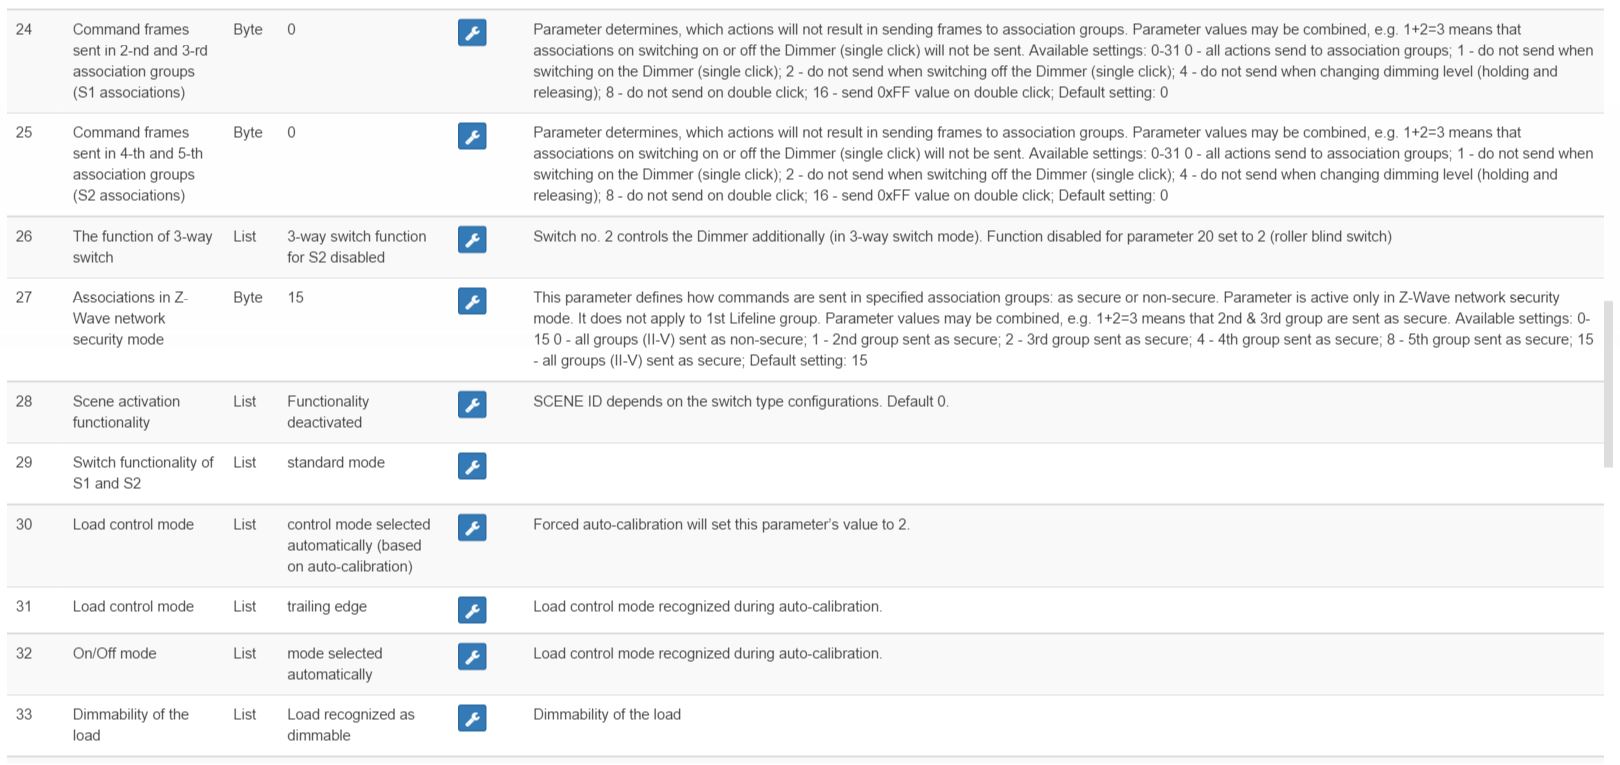 24 Command frames Byte 0 Parameter determines, which actions will not result in sending frames to association groups. Parameter values may be combined, e.g. 1+2=3 means that
sent in 2-nd and 3-rd associations on switching on or off the Dimmer (single click) will not be sent. Available settings: 0-31 0 - all actions send to association groups; 1 - do not send when
association groups switching on the Dimmer (single click); 2 - do not send when switching off the Dimmer (single click); 4 - do not send when changing dimming level (holding and
(S1 associations) releasing); 8 - do not send on double click; 16 - send 0xFF value on double click; Default setting: 0
25 Command frames Byte 0 Parameter determines, which actions will not result in sending frames to association groups. Parameter values may be combined, e.g. 1+2=3 means that
sent in 4-th and 5-th associations on switching on or off the Dimmer (single click) will not be sent. Available settings: 0-31 0 - all actions send to association groups; 1 - do not send when
association groups switching on the Dimmer (single click); 2 - do not send when switching off the Dimmer (single click); 4 - do not send when changing dimming level (holding and
(S2 associations) releasing); 8 - do not send on double click; 16 - send 0xFF value on double click; Default setting: 0
26 The function of 3-way List 3-way switch function Switch no. 2 controls the Dimmer additionally (in 3-way switch mode). Function disabled for parameter 20 set to 2 (roller blind switch)
switch for S2 disabled
27 Associations in Z- Byte 15 This parameter defines how commands are sent in specified association groups: as secure or non-secure. Parameter is active only in Z-Wave network security
Wave network mode. It does not apply to 1st Lifeline group. Parameter values may be combined, e.g. 1+2=3 means that 2nd & 3rd group are sent as secure. Available settings: 0-
security mode 15 0 - all groups (II-V) sent as non-secure; 1 - 2nd group sent as secure; 2 - 3rd group sent as secure; 4 - 4th group sent as secure; 8 - 5th group sent as secure; 15
- all groups (II-V) sent as secure; Default setting: 15
28 Scene activation List Functionality SCENE ID depends on the switch type configurations. Default 0.
functionality deactivated
29 Switch functionality of List standard mode
S1 and S2
30 Load control mode List control mode selected Forced auto-calibration will set this parameter's value to 2.
automatically (based
on auto-calibration)
31 Load control mode List trailing edge Load control mode recognized during auto-calibration.
32 On/Off mode List mode selected Load control mode recognized during auto-calibration.
automatically
33 Dimmability of the List Load recognized as Dimmability of the load
load dimmable